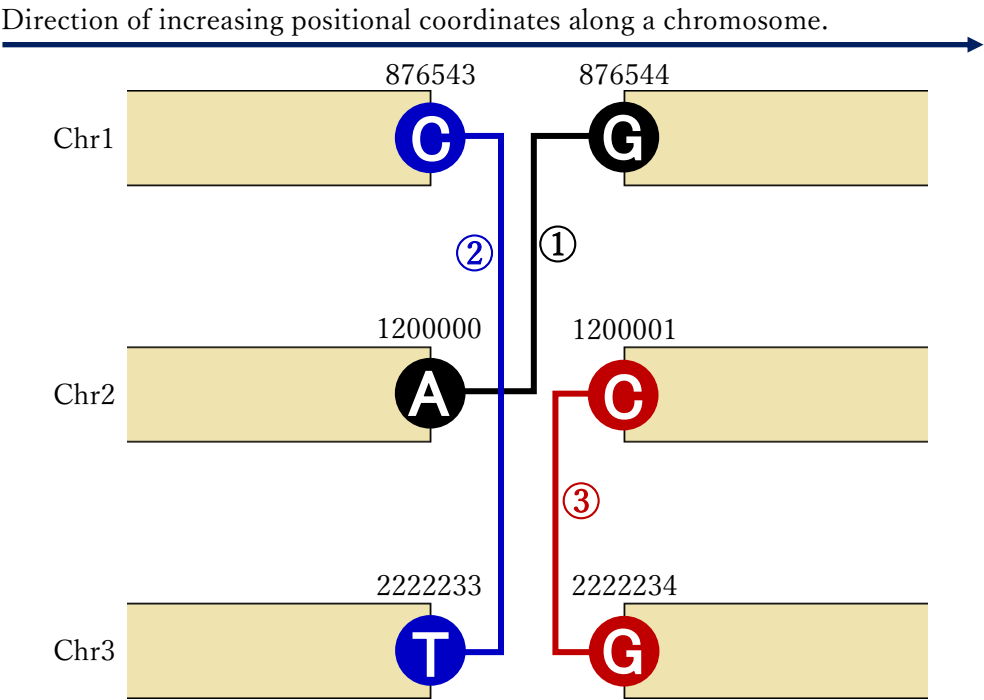 Direction of increasing positional coordinates along a chromosome.
876543 876544
Chr1 C G
② ①
1200000 1200001
Chr2 A C
③
2222233 2222234
Chr3 T G